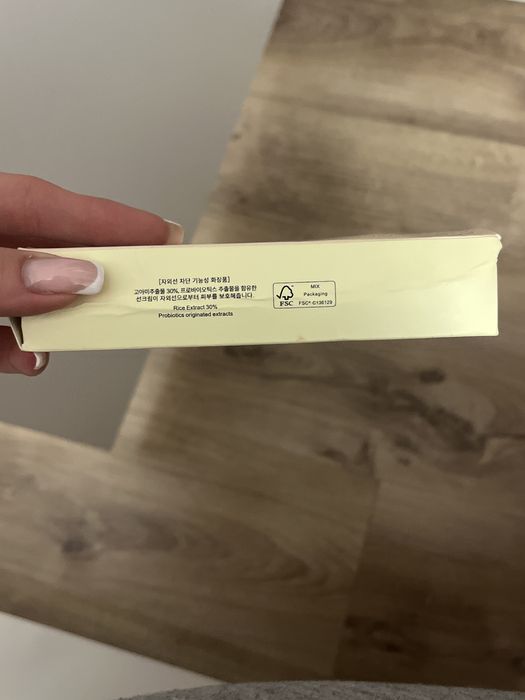 [자외선 차단 기능성 화장품]
고아미추출물 30%, 프로바이오틱스 추출물을 함유한
선크림이 자외선으로부터 피부를 보호해줍니다.
Rice Extract 30%
Probiotics originated extracts
FSC
MIX
Packaging
FSC® C136129